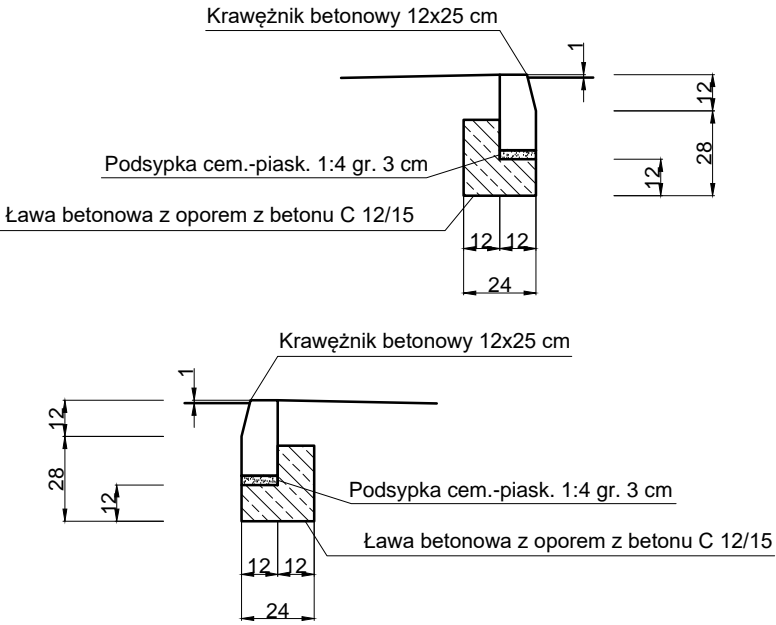 Krawężnik betonowy 12x25 cm
1
12
Podsypka cem.-piask. 1:4 gr. 3 cm
28
12
Ława betonowa z oporem z betonu C 12/15
12 12
24
Krawężnik betonowy 12x25 cm
1
12
28
12
Podsypka cem.-piask. 1:4 gr. 3 cm
Ława betonowa z oporem z betonu C 12/15
12 12
24